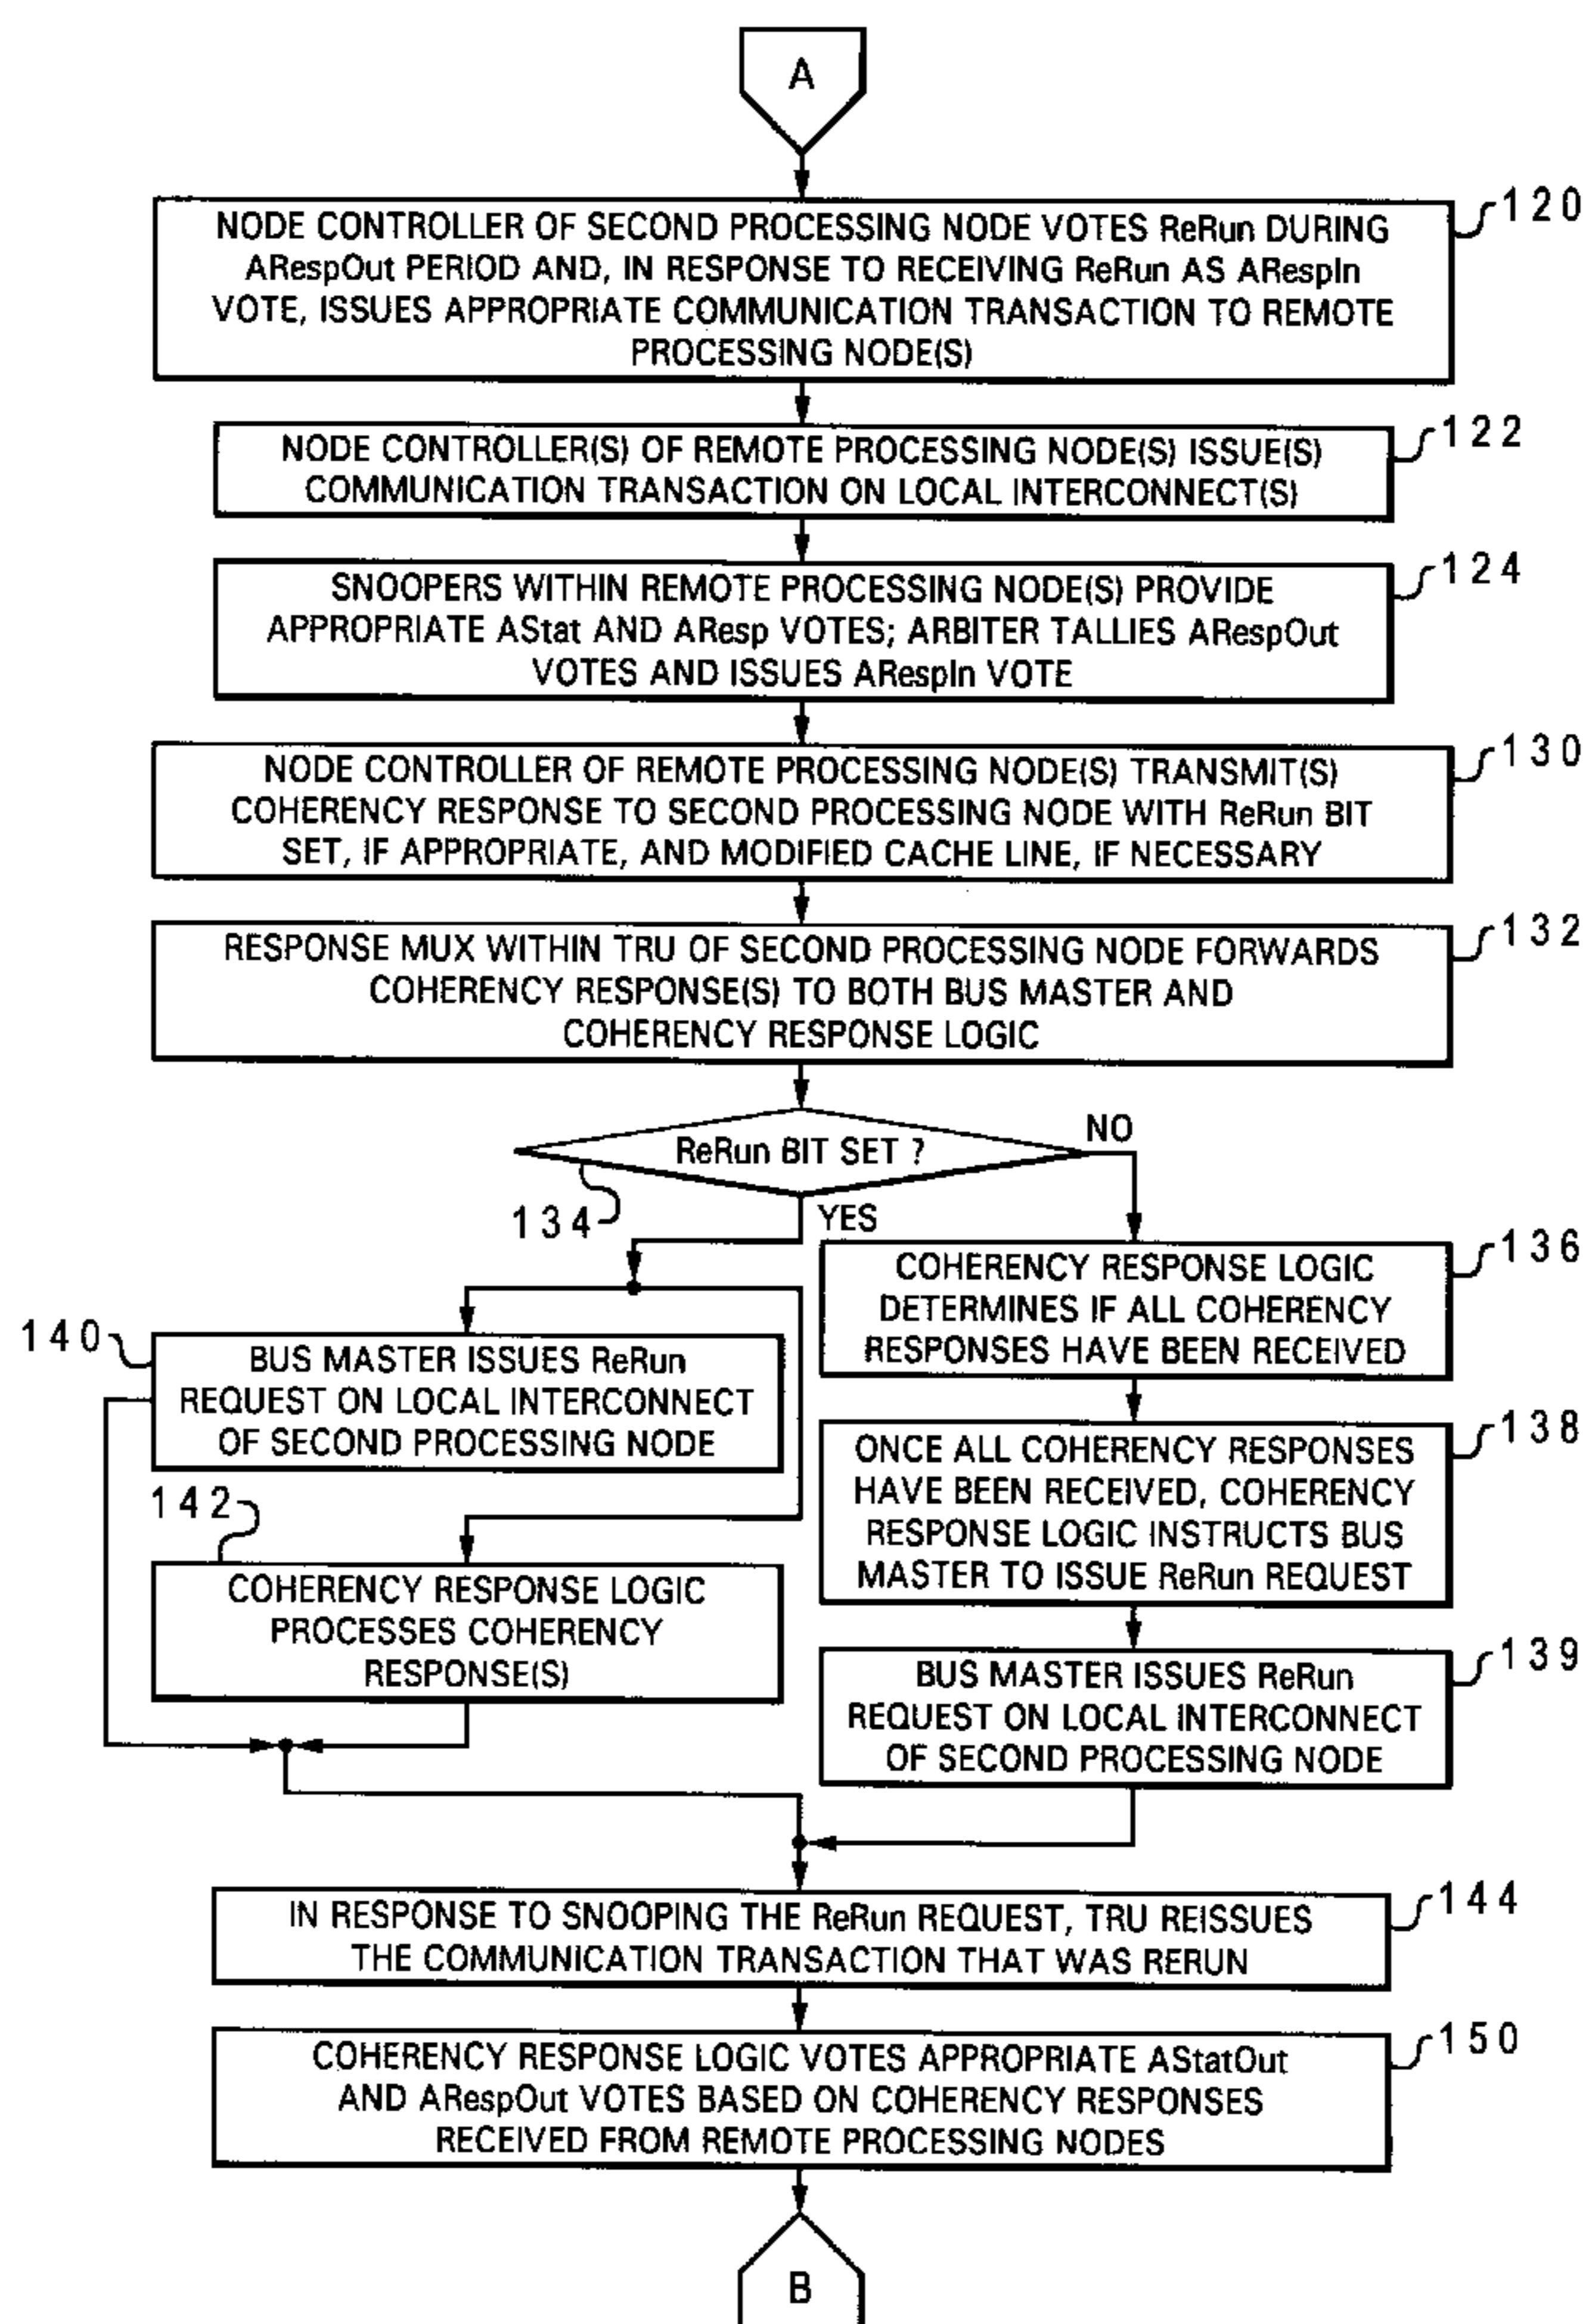 A
120
NODE CONTROLLER OF SECOND PROCESSING NODE VOTES ReRun DURING
ARespOut PERIOD AND, IN RESPONSE TO RECEIVING ReRun AS ARespIn
VOTE, ISSUES APPROPRIATE COMMUNICATION TRANSACTION TO REMOTE
PROCESSING NODE(S)
122
NODE CONTROLLER(S) OF REMOTE PROCESSING NODE(S) ISSUE(S)
COMMUNICATION TRANSACTION ON LOCAL INTERCONNECT(S)
124
SNOOPERS WITHIN REMOTE PROCESSING NODE(S) PROVIDE
APPROPRIATE AStat AND AResp VOTES; ARBITER TALLIES ARespOut
VOTES AND ISSUES ARespIn VOTE
130
NODE CONTROLLER OF REMOTE PROCESSING NODE(S) TRANSMIT(S)
COHERENCY RESPONSE TO SECOND PROCESSING NODE WITH ReRun BIT
SET, IF APPROPRIATE, AND MODIFIED CACHE LINE, IF NECESSARY
132
RESPONSE MUX WITHIN TRU OF SECOND PROCESSING NODE FORWARDS
COHERENCY RESPONSE(S) TO BOTH BUS MASTER AND
COHERENCY RESPONSE LOGIC
ReRun BIT SET ?
NO
134
YES
136
COHERENCY RESPONSE LOGIC
DETERMINES IF ALL COHERENCY
RESPONSES HAVE BEEN RECEIVED
140
BUS MASTER ISSUES ReRun
REQUEST ON LOCAL INTERCONNECT
OF SECOND PROCESSING NODE
138
ONCE ALL COHERENCY RESPONSES
HAVE BEEN RECEIVED, COHERENCY
RESPONSE LOGIC INSTRUCTS BUS
MASTER TO ISSUE ReRun REQUEST
142
COHERENCY RESPONSE LOGIC
PROCESSES COHERENCY
RESPONSE(S)
139
BUS MASTER ISSUES ReRun
REQUEST ON LOCAL INTERCONNECT
OF SECOND PROCESSING NODE
144
IN RESPONSE TO SNOOPING THE ReRun REQUEST, TRU REISSUES
THE COMMUNICATION TRANSACTION THAT WAS RERUN
150
COHERENCY RESPONSE LOGIC VOTES APPROPRIATE AStatOut
AND ARespOut VOTES BASED ON COHERENCY RESPONSES
RECEIVED FROM REMOTE PROCESSING NODES
B